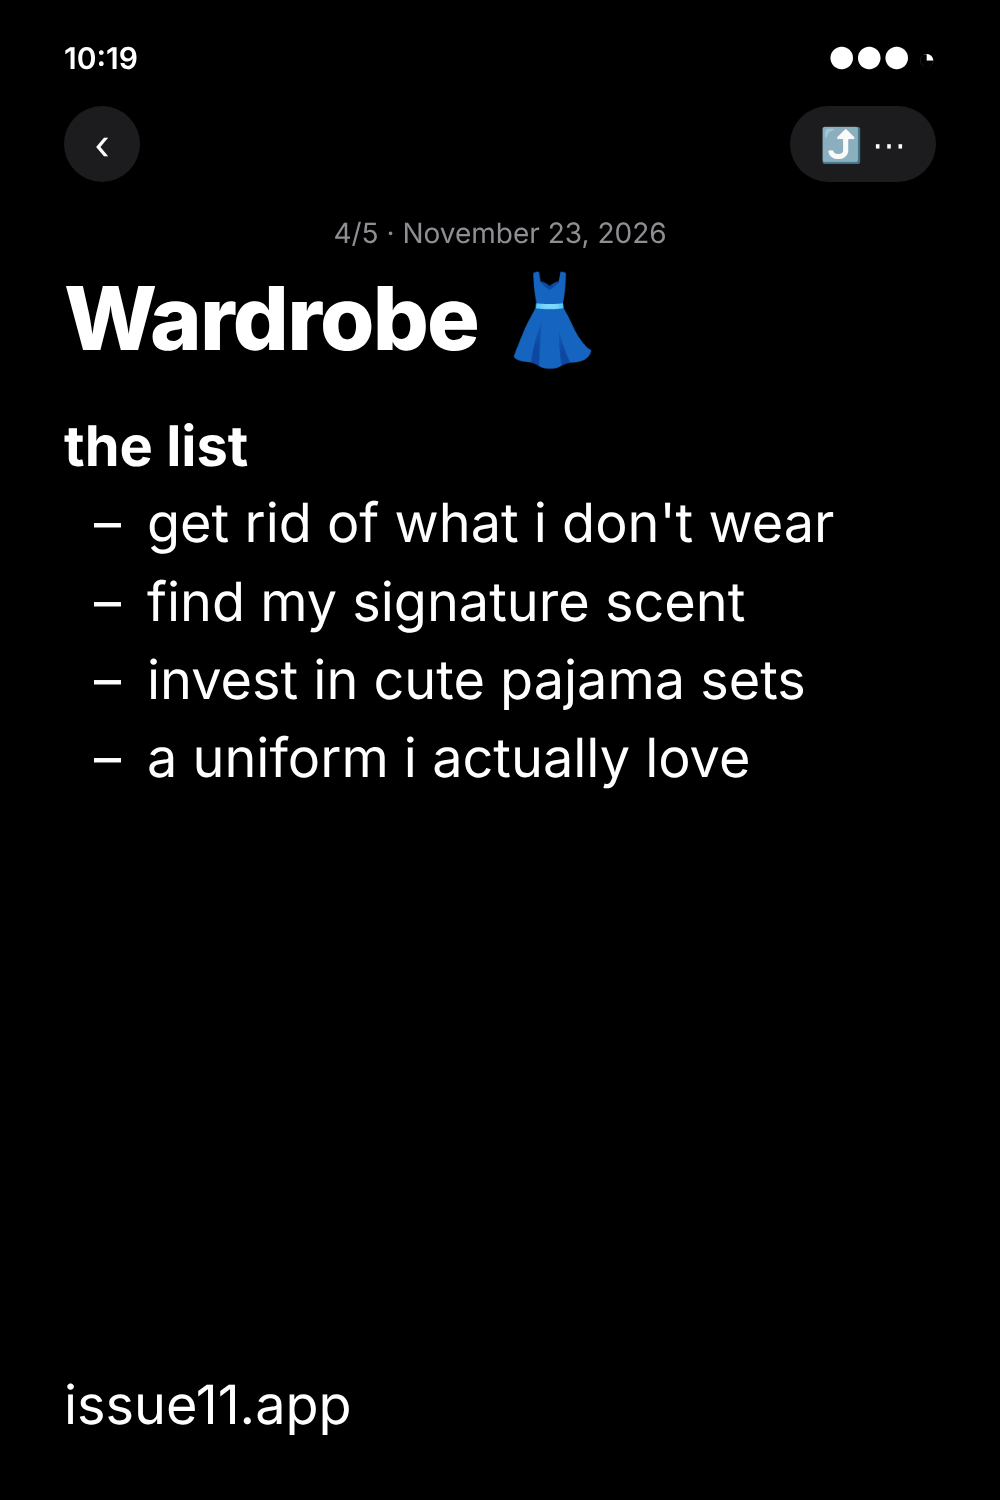 10:19
4/5 · November 23, 2026
Wardrobe 👗
the list
– get rid of what i don't wear
– find my signature scent
– invest in cute pajama sets
– a uniform i actually love
issue11.app